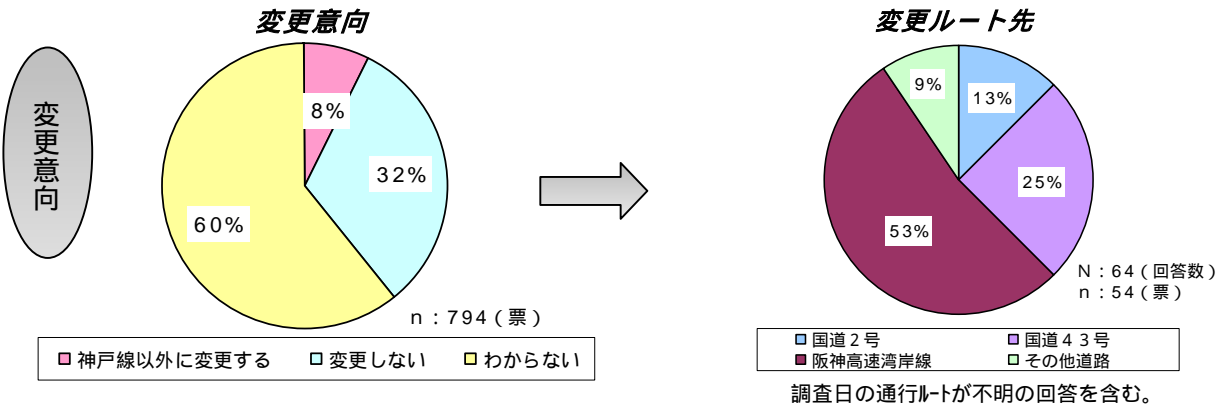 変更意向
変更意向
8%
32%
60%
n：794（票）
神戸線以外に変更する 変更しない わからない
変更ルート先
9%
13%
25%
53%
N：64（回答数）
n：54（票）
国道２号 国道４３号
阪神高速湾岸線 その他道路
調査日の通行ﾙｰﾄが不明の回答を含む。